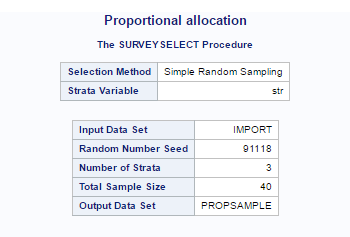 Proportional allocation
The SURVEYSELECT Procedure
Selection Method Simple Random Sampling
Strata Variable str
Input Data Set IMPORT
Random Number Seed 91118
Number of Strata 3
Total Sample Size 40
Output Data Set PROPSAMPLE